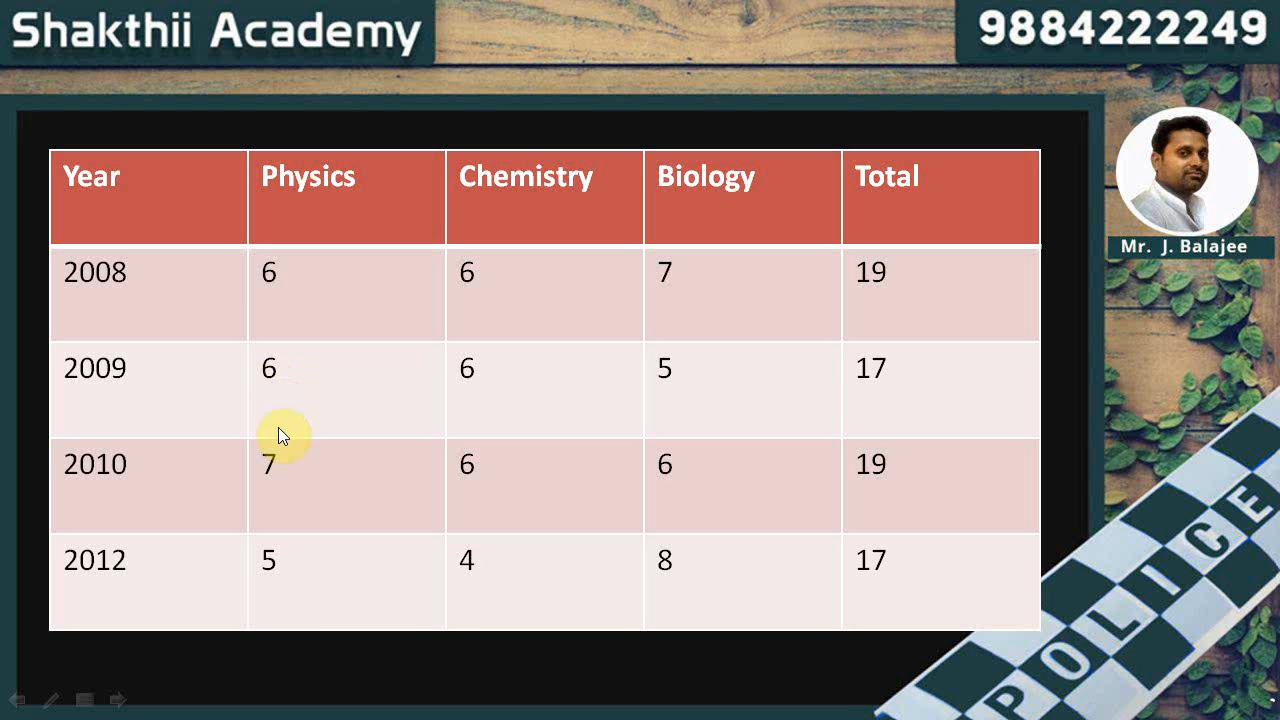 Shakthii Academy
9884222249
Year Physics Chemistry Biology Total
2008 6 6 7 19
2009 6 6 5 17
2010 7 6 6 19
2012 5 4 8 17
Mr. J. Balajee
POLICE